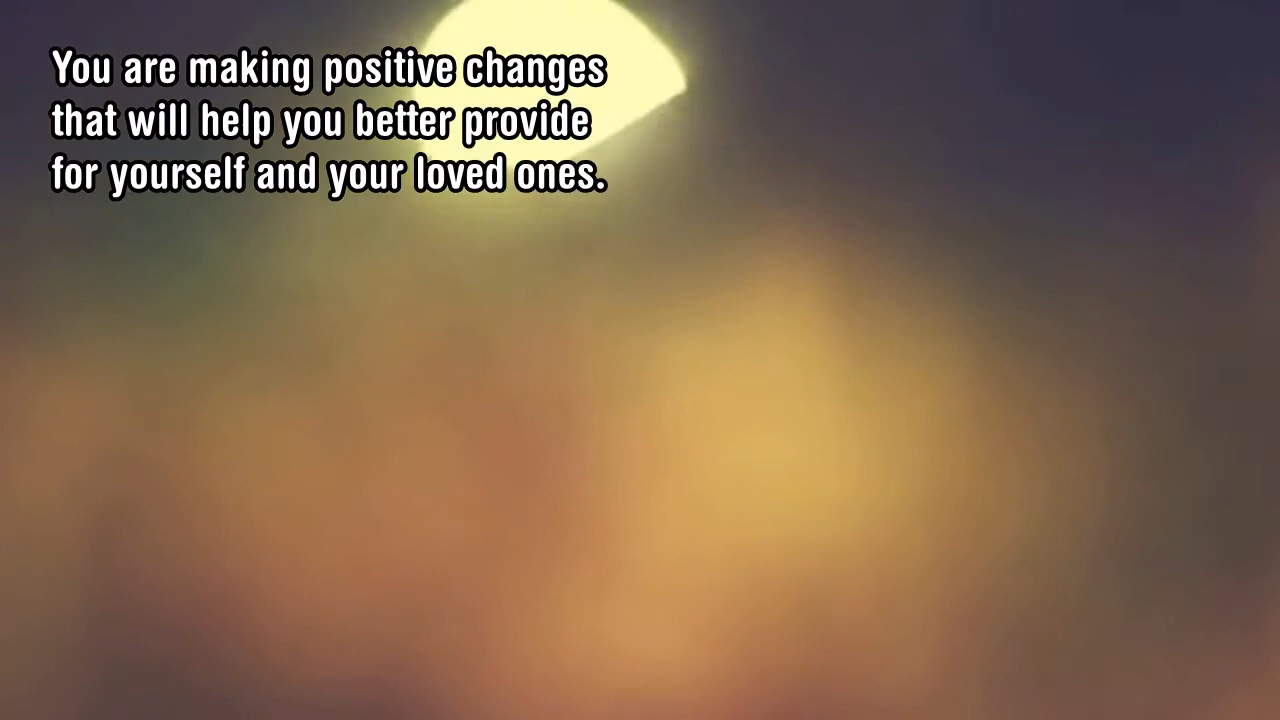 You are making positive changes
that will help you better provide
for yourself and your loved ones.